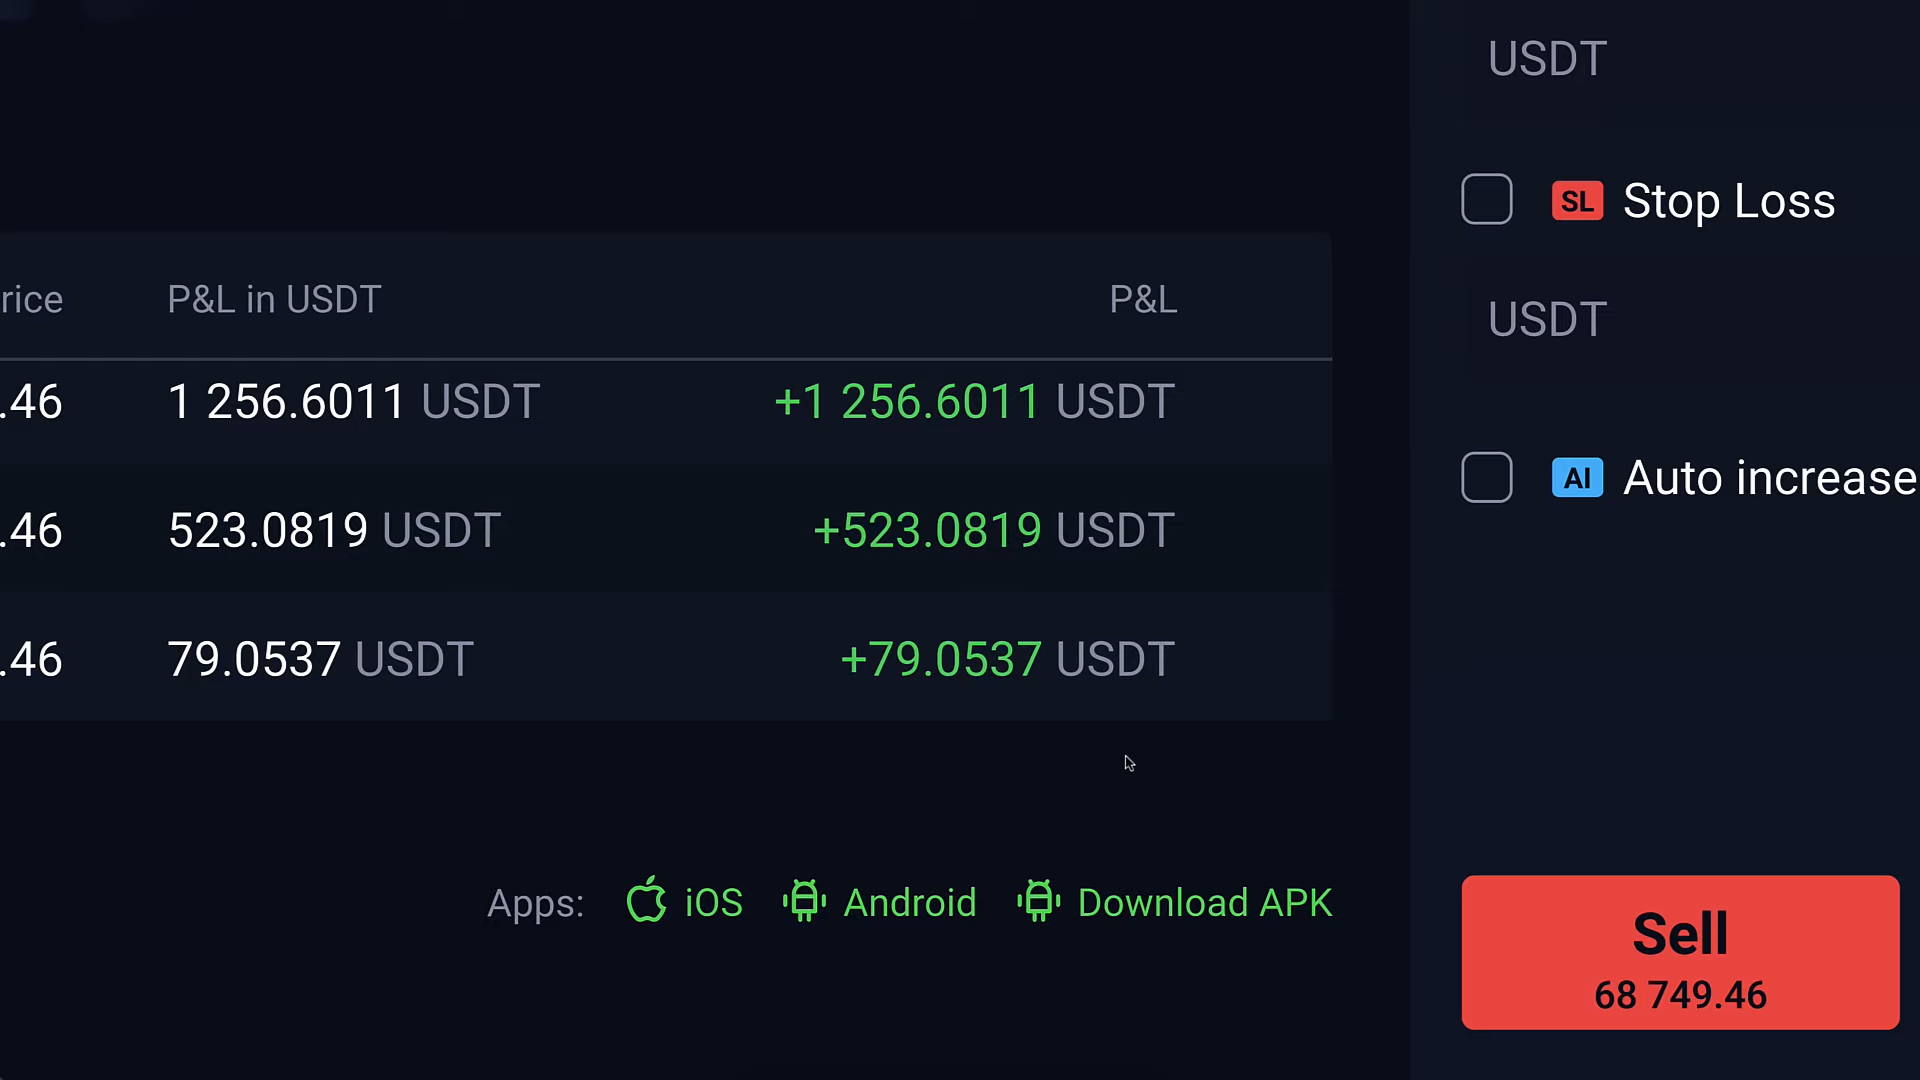 USDT
SL Stop Loss
rice P&L in USDT P&L
USDT
.46 1 256.6011 USDT +1 256.6011 USDT
AI Auto increase
.46 523.0819 USDT +523.0819 USDT
.46 79.0537 USDT +79.0537 USDT
Apps: iOS Android Download APK
Sell
68 749.46